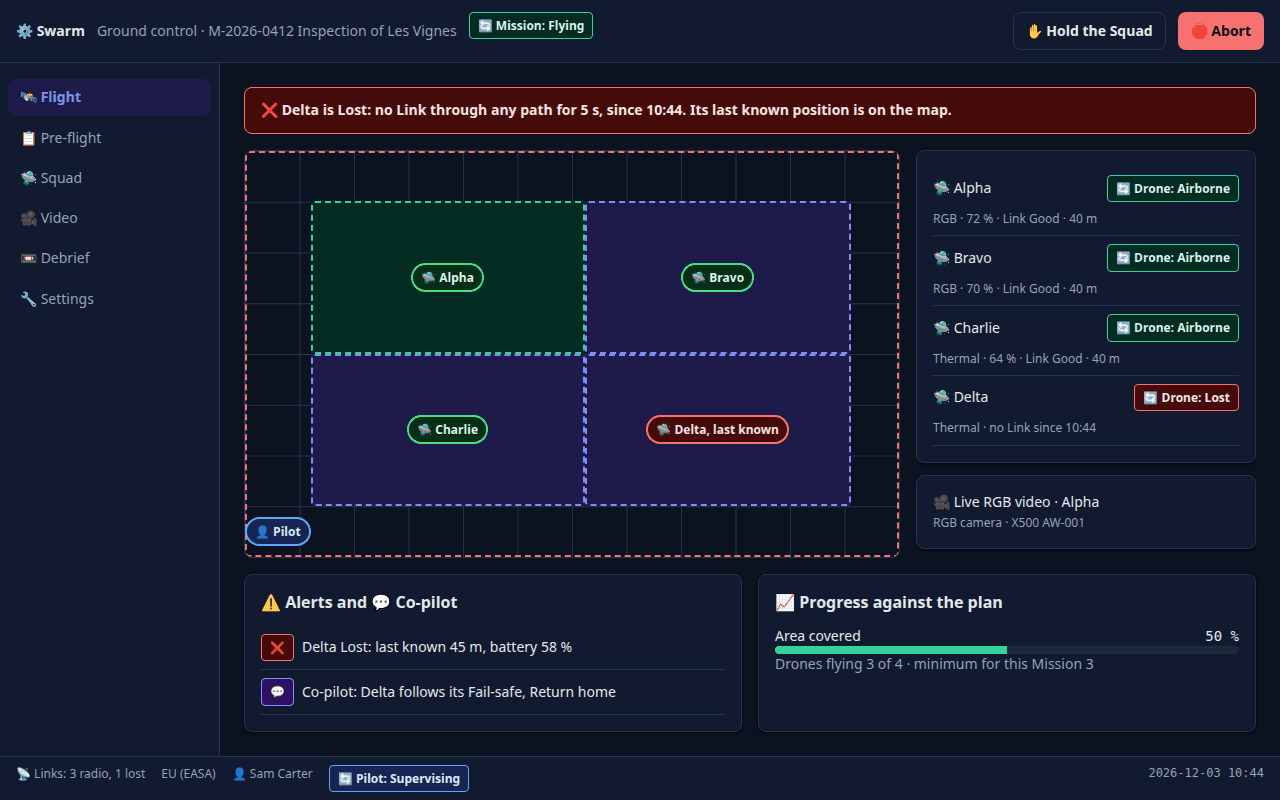 ⚙️ Swarm
Ground control · M-2026-0412 Inspection of Les Vignes
🔄 Mission: Flying
✋ Hold the Squad
🛑 Abort
🛰️ Flight
📋 Pre-flight
🛸 Squad
🎥 Video
📼 Debrief
🔧 Settings
❌ Delta is Lost: no Link through any path for 5 s, since 10:44. Its last known position is on the map.
🛸 Alpha
🛸 Bravo
🛸 Charlie
🛸 Delta, last known
👤 Pilot
🛸 Alpha
🔄 Drone: Airborne
RGB · 72 % · Link Good · 40 m
🛸 Bravo
🔄 Drone: Airborne
RGB · 70 % · Link Good · 40 m
🛸 Charlie
🔄 Drone: Airborne
Thermal · 64 % · Link Good · 40 m
🛸 Delta
🔄 Drone: Lost
Thermal · no Link since 10:44
🎥 Live RGB video · Alpha
RGB camera · X500 AW-001
⚠️ Alerts and 💬 Co-pilot
❌ Delta Lost: last known 45 m, battery 58 %
💬 Co-pilot: Delta follows its Fail-safe, Return home
📈 Progress against the plan
Area covered 50 %
Drones flying 3 of 4 · minimum for this Mission 3
📡 Links: 3 radio, 1 lost
EU (EASA)
👤 Sam Carter
🔄 Pilot: Supervising
2026-12-03 10:44